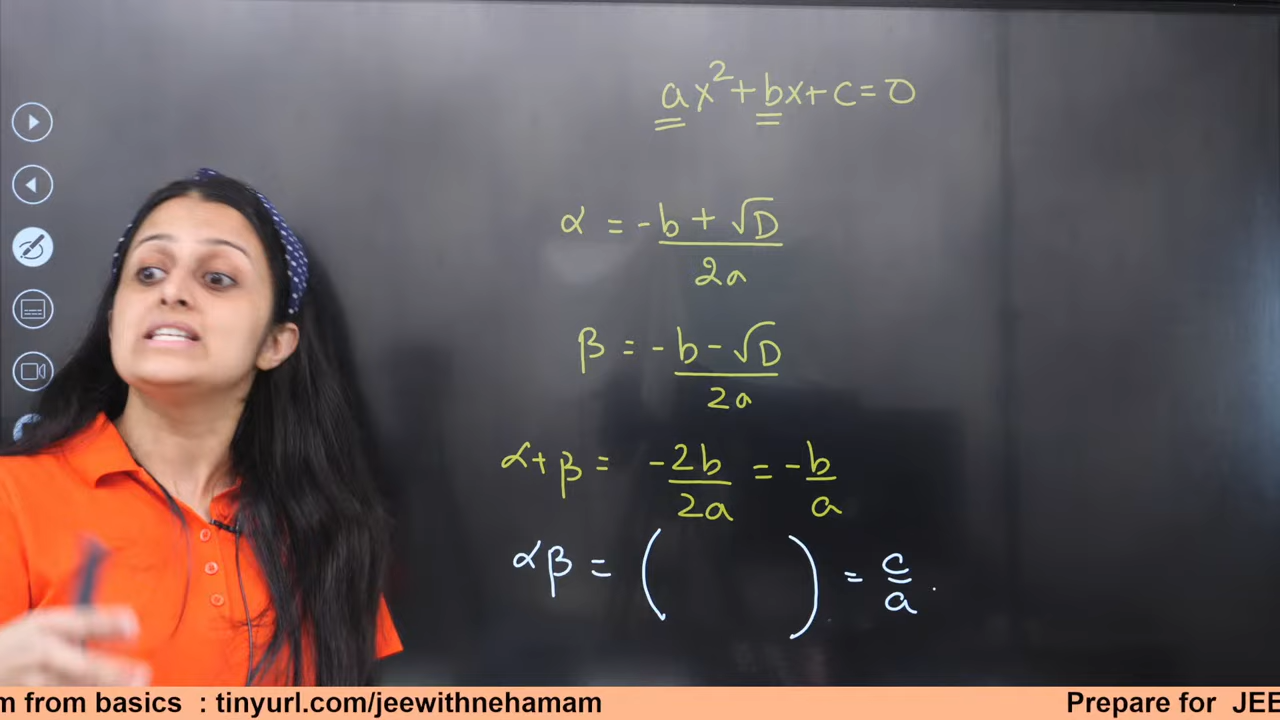 ax²+bx+c=0
α = -b + √D
2a
β = -b - √D
2a
α+β = -2b/2a = -b/a
αβ = ( ) = c/a.
m from basics : tinyurl.com/jeewithnehamam
Prepare for JEE